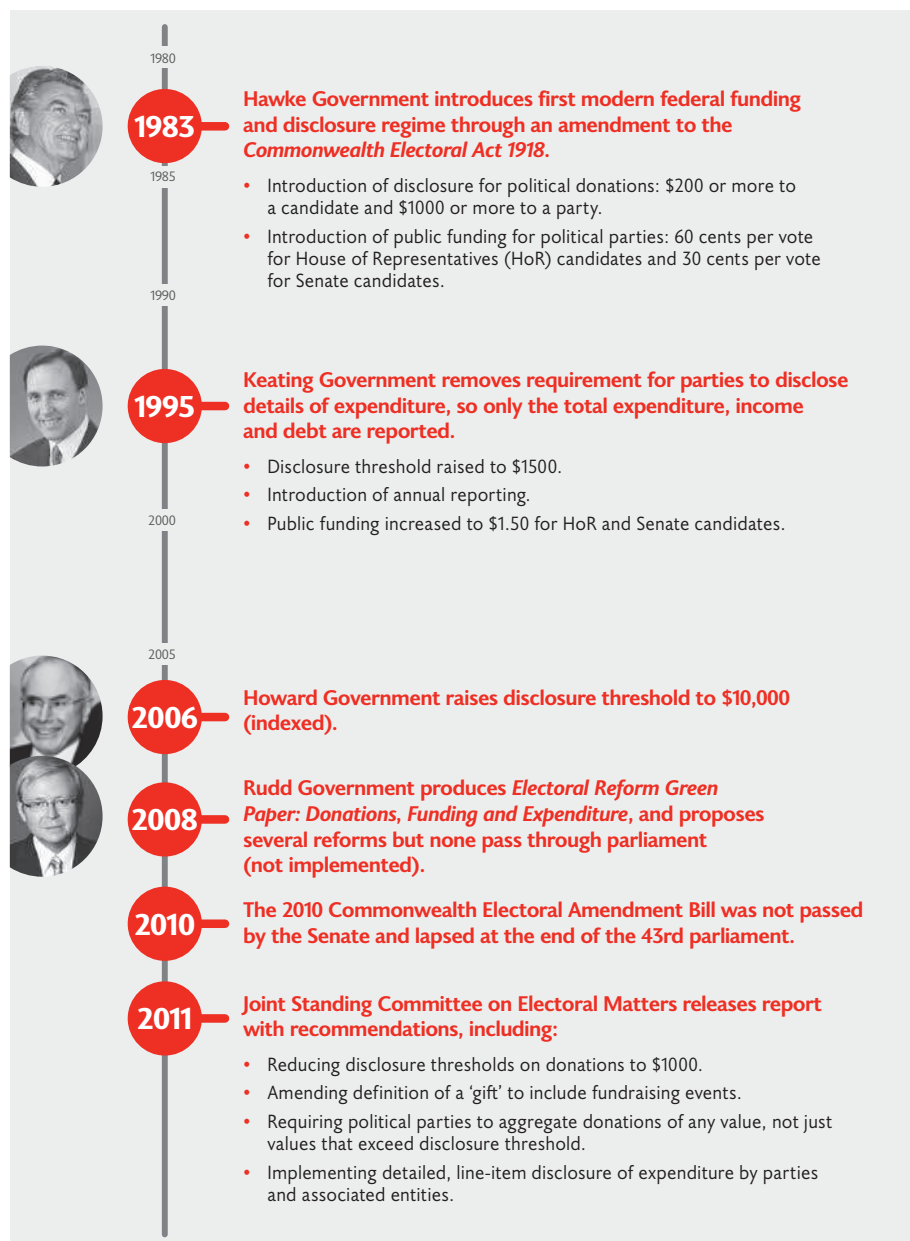 1980
1983
Hawke Government introduces first modern federal funding
and disclosure regime through an amendment to the
Commonwealth Electoral Act 1918.
1985
• Introduction of disclosure for political donations: $200 or more to
a candidate and $1000 or more to a party.
• Introduction of public funding for political parties: 60 cents per vote
for House of Representatives (HoR) candidates and 30 cents per vote
for Senate candidates.
1990
1995
Keating Government removes requirement for parties to disclose
details of expenditure, so only the total expenditure, income
and debt are reported.
• Disclosure threshold raised to $1500.
• Introduction of annual reporting.
• Public funding increased to $1.50 for HoR and Senate candidates.
2000
2005
2006
Howard Government raises disclosure threshold to $10,000
(indexed).
2008
Rudd Government produces Electoral Reform Green
Paper: Donations, Funding and Expenditure, and proposes
several reforms but none pass through parliament
(not implemented).
2010
The 2010 Commonwealth Electoral Amendment Bill was not passed
by the Senate and lapsed at the end of the 43rd parliament.
2011
Joint Standing Committee on Electoral Matters releases report
with recommendations, including:
• Reducing disclosure thresholds on donations to $1000.
• Amending definition of a ‘gift’ to include fundraising events.
• Requiring political parties to aggregate donations of any value, not just
values that exceed disclosure threshold.
• Implementing detailed, line-item disclosure of expenditure by parties
and associated entities.